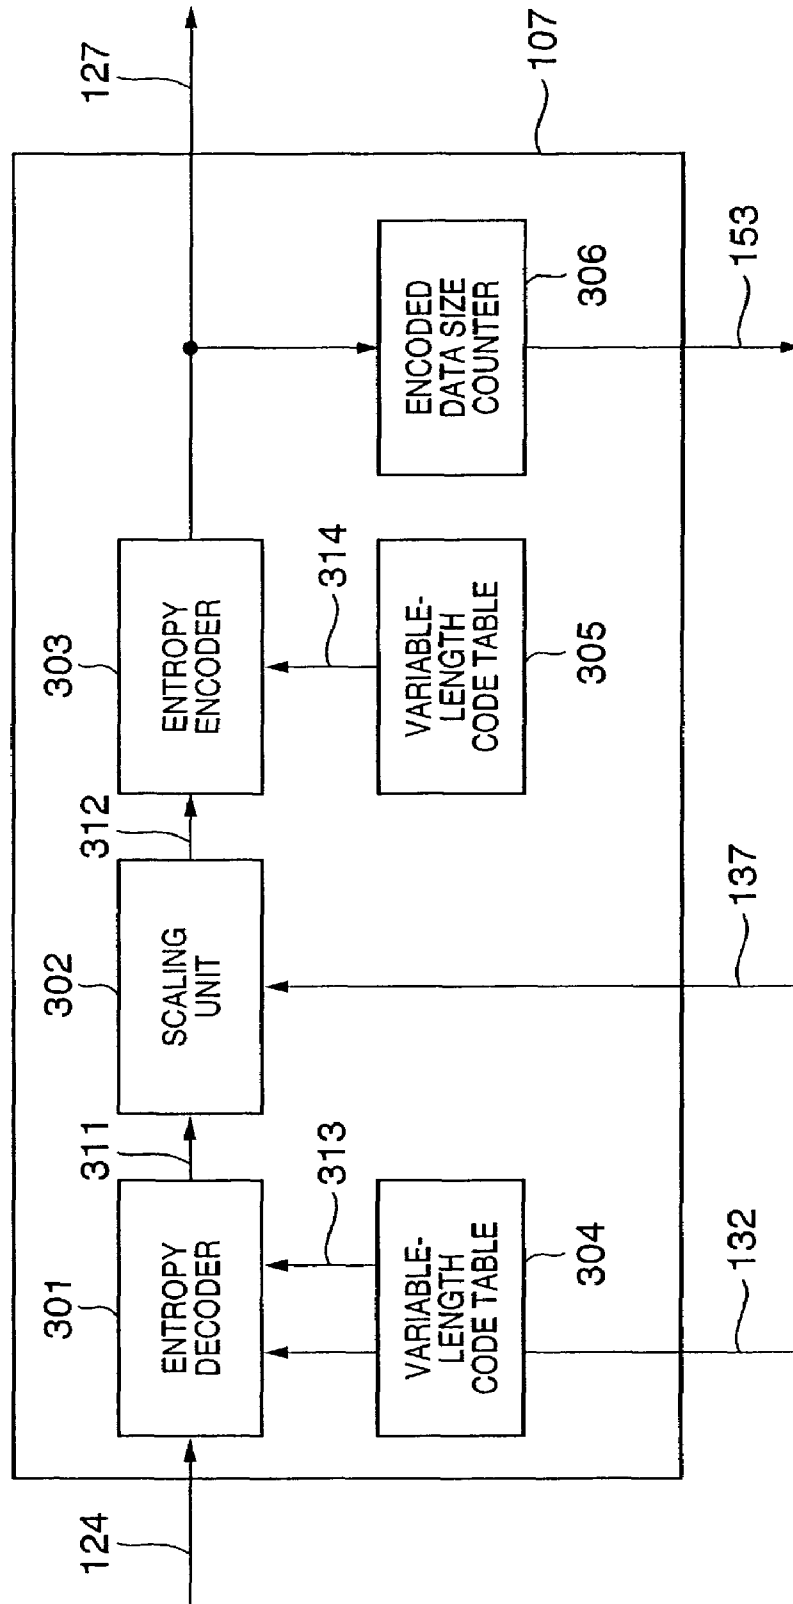 124
127
107
301
ENTROPY
DECODER
311
302
SCALING
UNIT
312
303
ENTROPY
ENCODER
313
314
VARIABLE-
LENGTH
CODE TABLE
304
VARIABLE-
LENGTH
CODE TABLE
305
ENCODED
DATA SIZE
COUNTER
306
132
137
153